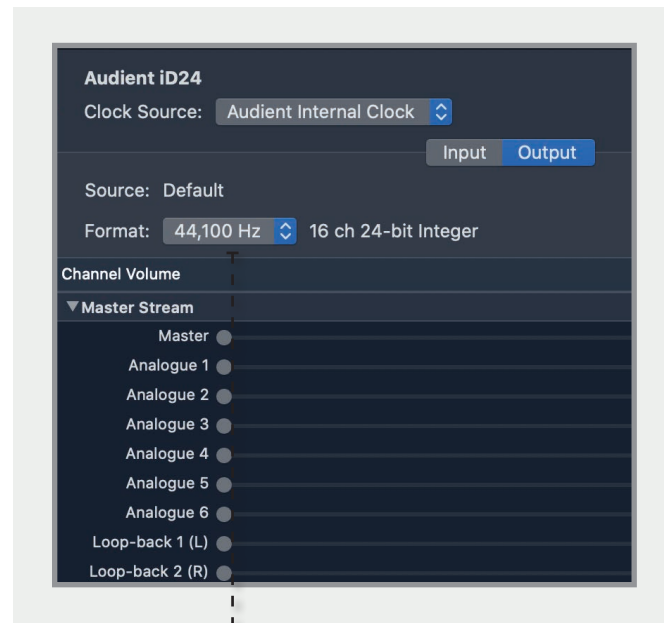 Audient iD24
Clock Source: Audient Internal Clock
Input Output
Source: Default
Format: 44,100 Hz 16 ch 24-bit Integer
Channel Volume
Master Stream
Master
Analogue 1
Analogue 2
Analogue 3
Analogue 4
Analogue 5
Analogue 6
Loop-back 1 (L)
Loop-back 2 (R)